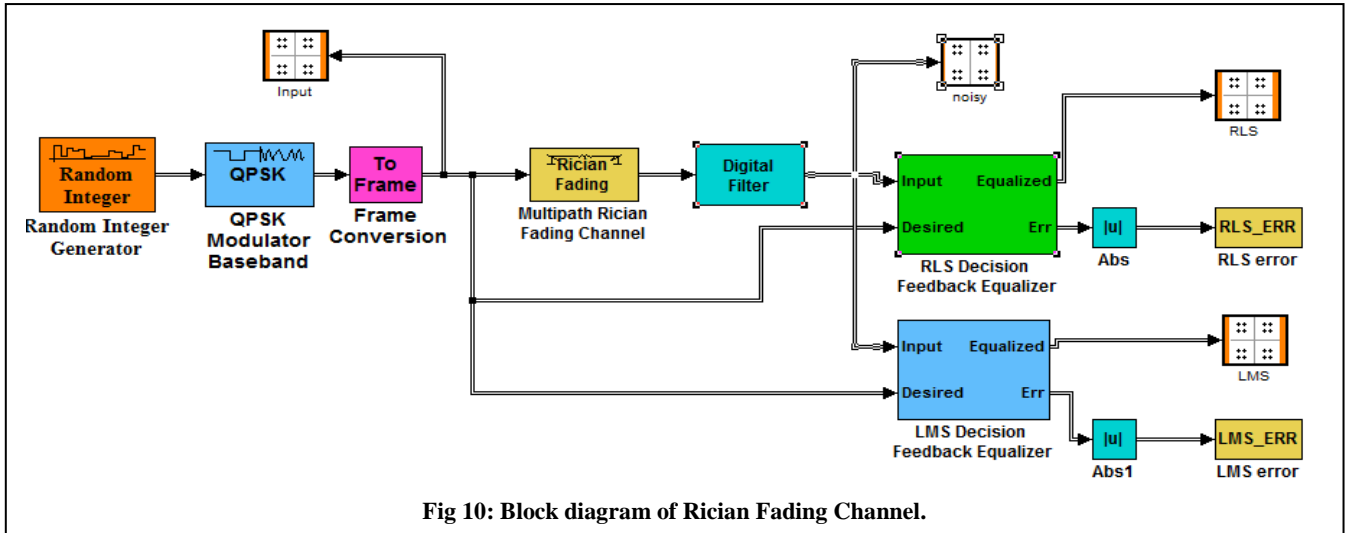 Input
noisy
RLS
Random
Integer
Random Integer
Generator
QPSK
QPSK
Modulator
Baseband
To
Frame
Frame
Conversion
Rician
Fading
Multipath Rician
Fading Channel
Digital
Filter
Input Equalized
Desired Err
RLS Decision
Feedback Equalizer
|u|
Abs
RLS_ERR
RLS error
Input Equalized
Desired Err
LMS Decision
Feedback Equalizer
LMS
|u|
Abs1
LMS_ERR
LMS error
Fig 10: Block diagram of Rician Fading Channel.